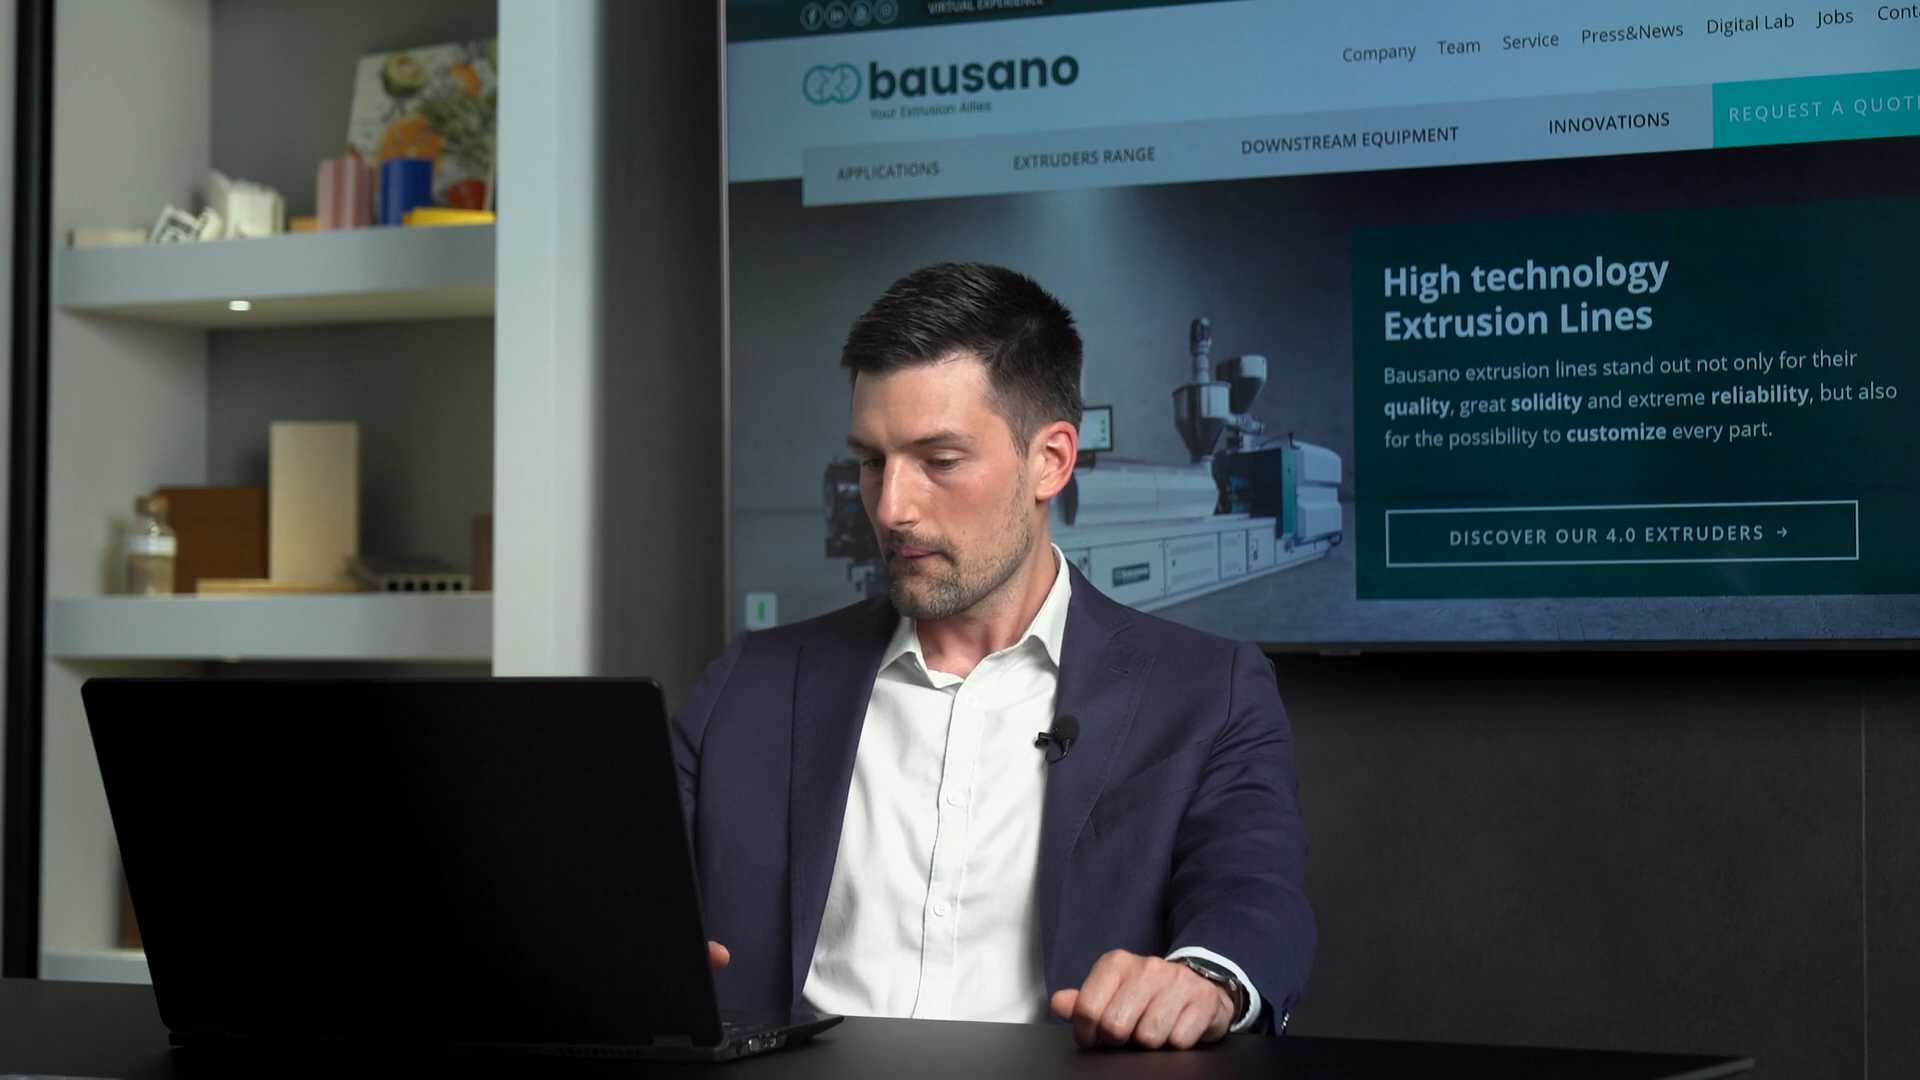 VIRTUAL EXPERIENCE
bausano
Your Extrusion Allies
Company Team Service Press&News Digital Lab Jobs
APPLICATIONS EXTRUDERS RANGE DOWNSTREAM EQUIPMENT INNOVATIONS REQUEST A QUOT
High technology
Extrusion Lines
Bausano extrusion lines stand out not only for their
quality, great solidity and extreme reliability, but also
for the possibility to customize every part.
DISCOVER OUR 4.0 EXTRUDERS →